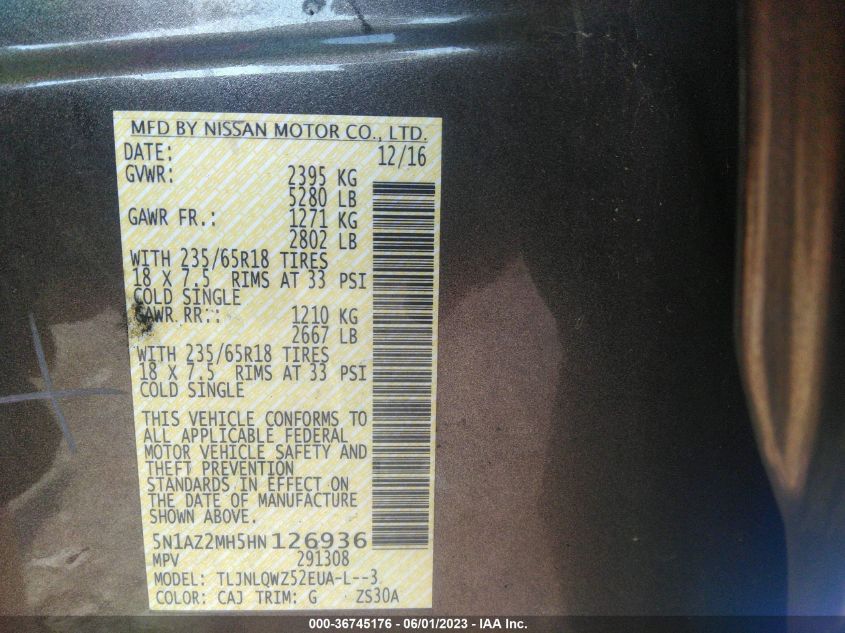 MFD BY NISSAN MOTOR CO., LTD.
DATE: 12/16
GVWR: 2395 KG
5280 LB
GAWR FR.: 1271 KG
2802 LB
WITH 235/65R18 TIRES
18 X 7.5 RIMS AT 33 PSI
COLD SINGLE
GAWR RR:: 1210 KG
2667 LB
WITH 235/65R18 TIRES
18 X 7.5 RIMS AT 33 PSI
COLD SINGLE
THIS VEHICLE CONFORMS TO
ALL APPLICABLE FEDERAL
MOTOR VEHICLE SAFETY AND
THEFT PREVENTION
STANDARDS IN EFFECT ON
THE DATE OF MANUFACTURE
SHOWN ABOVE.
5N1AZ2MH5HN126936
MPV 291308
MODEL: TLJNLQWZ52EUA-L--3
COLOR: CAJ TRIM: G ZS30A
000-36745176 - 06/01/2023 - IAA Inc.